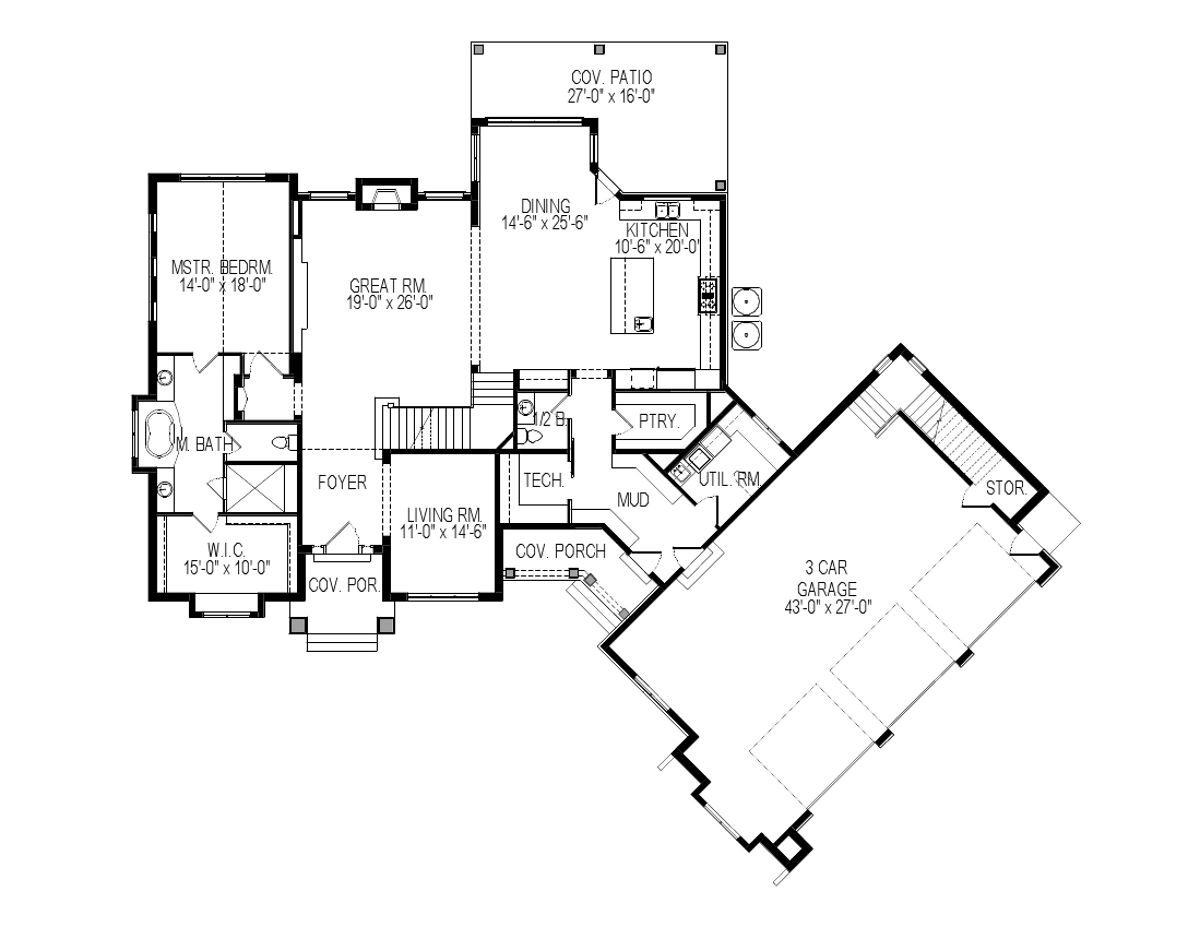 COV. PATIO
27'-0" x 16'-0"
DINING
14'-6" x 25'-6"
KITCHEN
10'-6" x 20'-0"
MSTR. BEDRM.
14'-0" x 18'-0"
GREAT RM.
19'-0" x 26'-0"
1/2 B.
PTRY.
M. BATH
FOYER
TECH.
MUD
UTIL. RM.
STOR.
LIVING RM.
11'-0" x 14'-6"
W.I.C.
15'-0" x 10'-0"
COV. PORCH
COV. POR.
3 CAR
GARAGE
43'-0" x 27'-0"